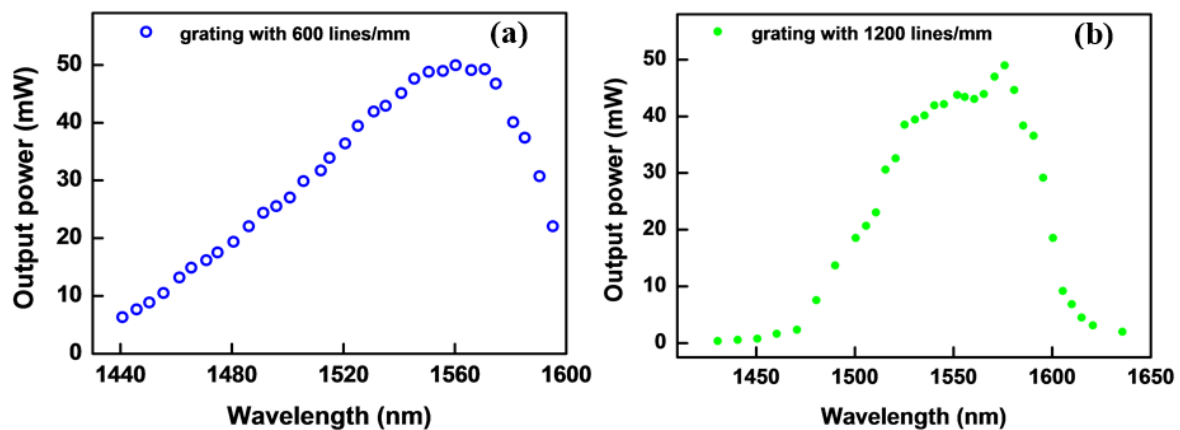 grating with 600 lines/mm
(a)
Output power (mW)
50
40
30
20
10
0
1440
1480
1520
1560
1600
Wavelength (nm)
grating with 1200 lines/mm
(b)
Output power (mW)
50
40
30
20
10
0
1450
1500
1550
1600
1650
Wavelength (nm)